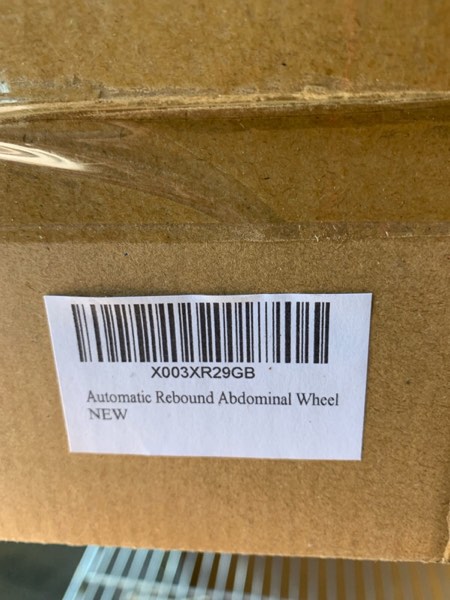 X003XR29GB
Automatic Rebound Abdominal Wheel
NEW